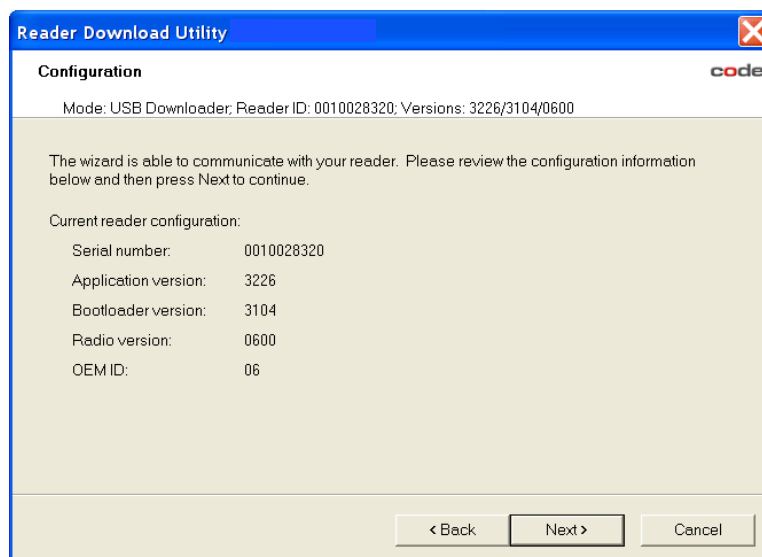 Reader Download Utility
Configuration
code
Mode: USB Downloader; Reader ID: 0010028320; Versions: 3226/3104/0600
The wizard is able to communicate with your reader. Please review the configuration information
below and then press Next to continue.
Current reader configuration:
Serial number: 0010028320
Application version: 3226
Bootloader version: 3104
Radio version: 0600
OEM ID: 06
< Back Next > Cancel